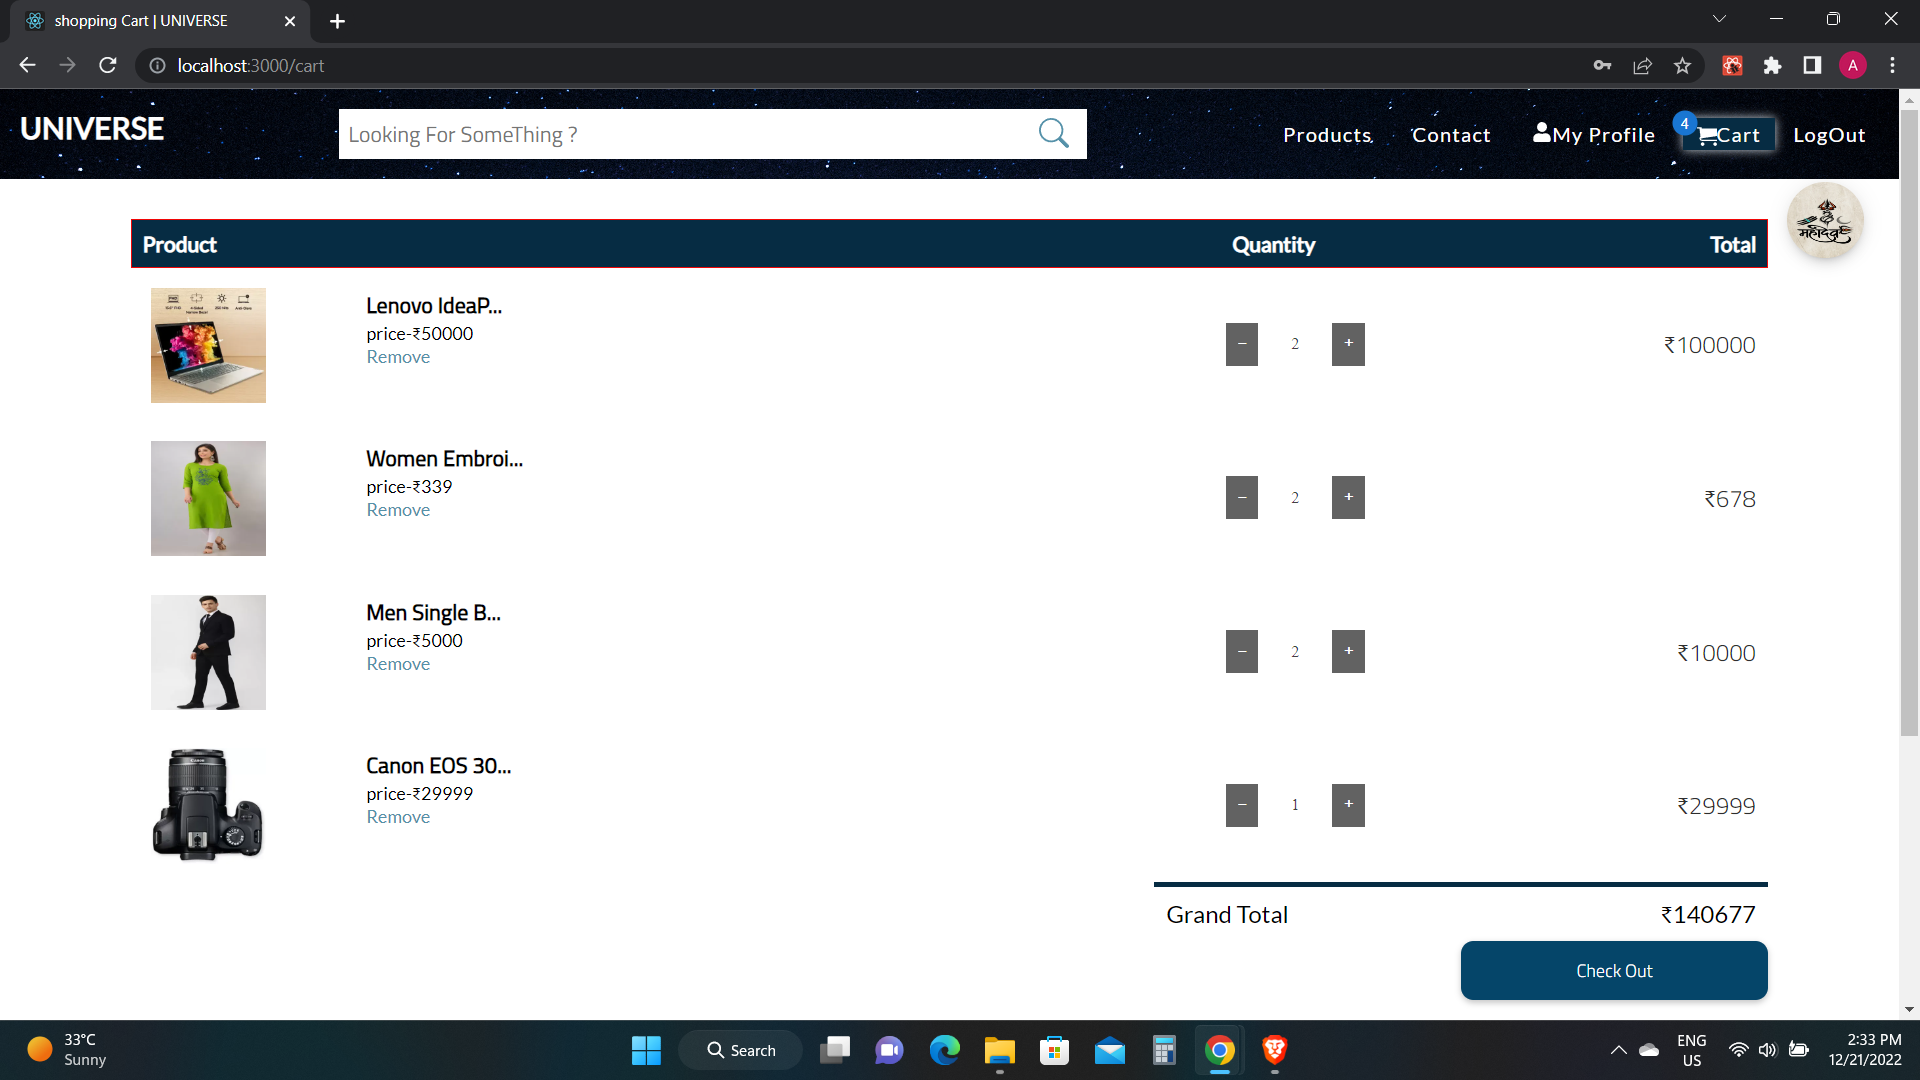 shopping Cart | UNIVERSE
localhost:3000/cart
A
UNIVERSE
Looking For SomeThing ?
Products
Contact
My Profile
4
Cart
LogOut
महादेव
Product
Quantity
Total
Lenovo IdeaP...
price-₹50000
Remove
2
₹100000
Women Embroi...
price-₹339
Remove
2
₹678
Men Single B...
price-₹5000
Remove
2
₹10000
Canon
Canon EOS 30...
price-₹29999
Remove
1
₹29999
Grand Total
₹140677
Check Out
33°C
Sunny
Search
ENG
US
2:33 PM
12/21/2022